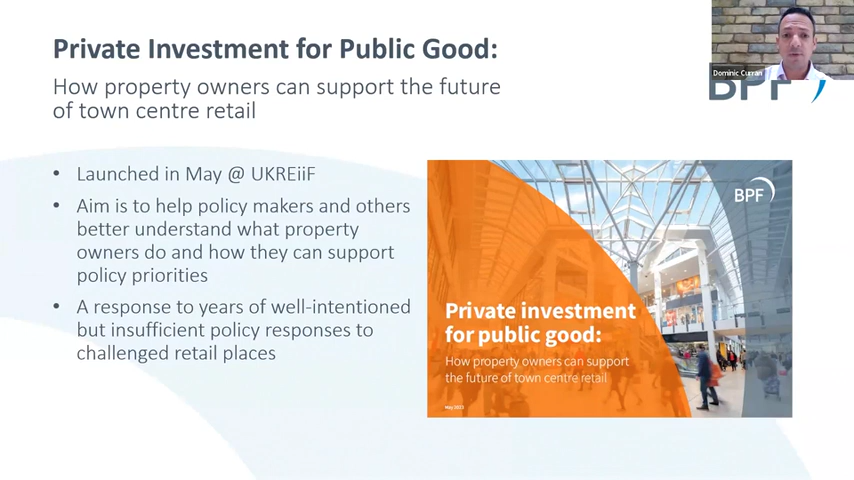 Private Investment for Public Good:
How property owners can support the future
of town centre retail
Dominic Curran
BPF
• Launched in May @ UKREiiF
• Aim is to help policy makers and others
better understand what property
owners do and how they can support
policy priorities
• A response to years of well-intentioned
but insufficient policy responses to
challenged retail places
BPF
Private investment
for public good:
How property owners can support
the future of town centre retail
May 2023